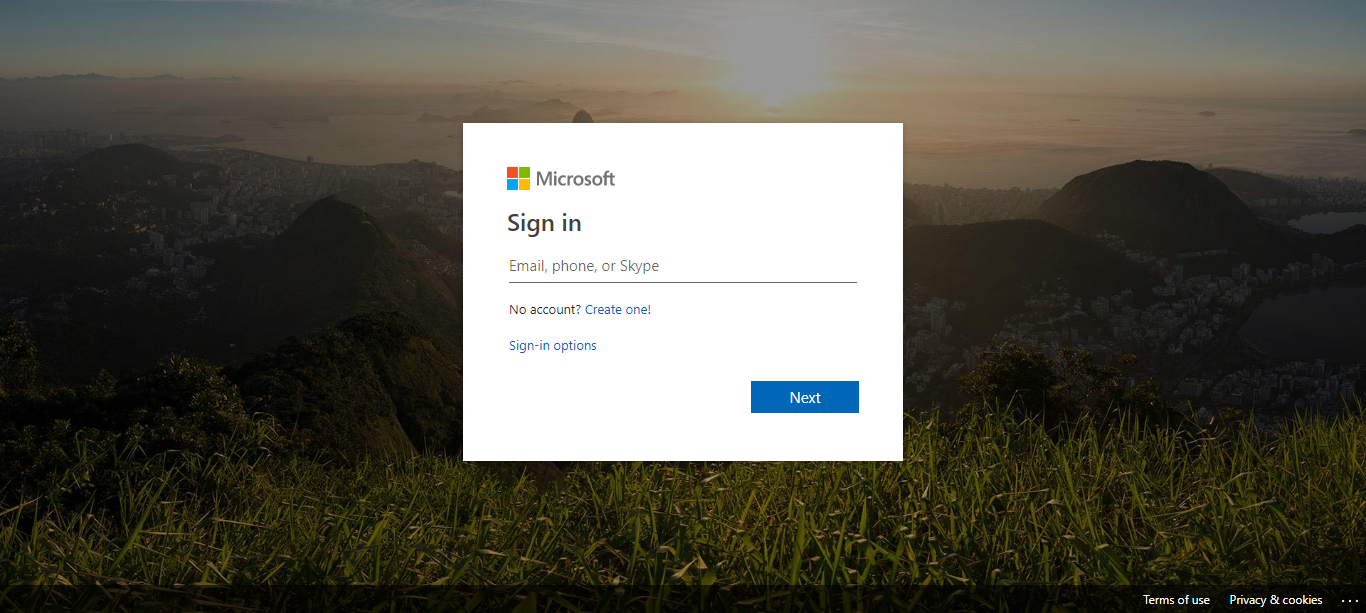 Microsoft
Sign in
Email, phone, or Skype
No account? Create one!
Sign-in options
Next
Terms of use Privacy & cookies ...